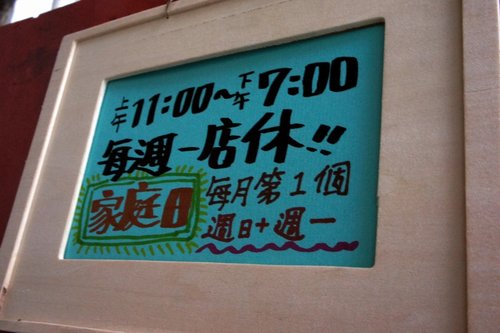 上午11:00~下午7:00
每週一店休!!
家庭日 每月第1個
週日+週一